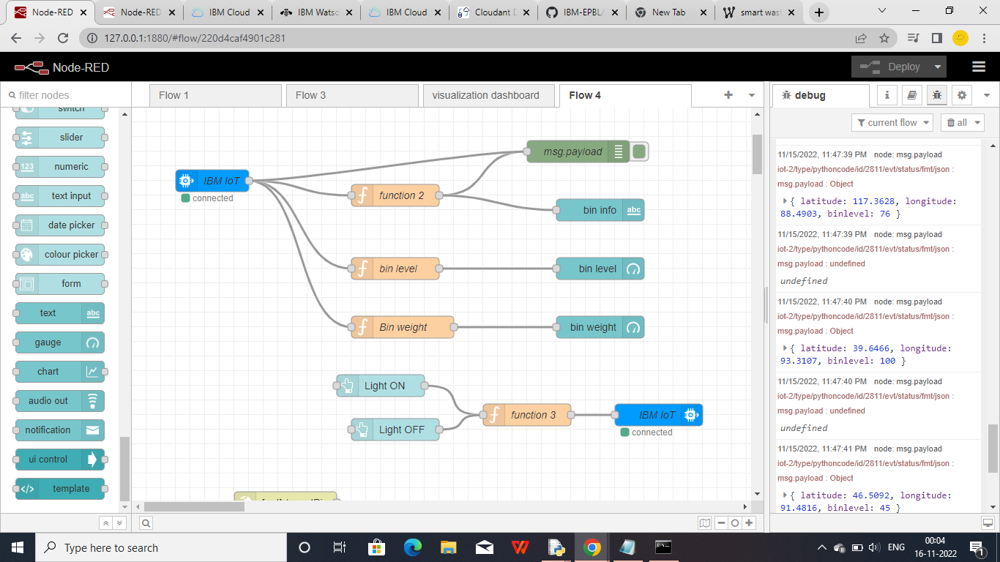 Node-RED
Node-RED
IBM Cloud
IBM Watso
IBM Cloud
Cloudant D
IBM-EPBL/
New Tab
smart wast
127.0.0.1:1880/#flow/220d4caf4901c281
Node-RED
Deploy
filter nodes
Flow 1
Flow 3
visualization dashboard
Flow 4
debug
current flow
all
switch
slider
numeric
123
text input
abc
date picker
colour picker
form
text
abc
gauge
chart
audio out
notification
ui control
template
IBM IoT
connected
msg.payload
function 2
bin info
abc
bin level
bin level
Bin weight
bin weight
Light ON
Light OFF
function 3
IBM IoT
connected
11/15/2022, 11:47:39 PM node: msg.payload
iot-2/type/pythoncode/id/2811/evt/status/fmt/json :
msg.payload : Object
{ latitude: 117.3628, longitude:
88.4903, binlevel: 76 }
11/15/2022, 11:47:39 PM node: msg.payload
iot-2/type/pythoncode/id/2811/evt/status/fmt/json :
msg.payload : undefined
undefined
11/15/2022, 11:47:40 PM node: msg.payload
iot-2/type/pythoncode/id/2811/evt/status/fmt/json :
msg.payload : Object
{ latitude: 39.6466, longitude:
93.3107, binlevel: 100 }
11/15/2022, 11:47:40 PM node: msg.payload
iot-2/type/pythoncode/id/2811/evt/status/fmt/json :
msg.payload : undefined
undefined
11/15/2022, 11:47:41 PM node: msg.payload
iot-2/type/pythoncode/id/2811/evt/status/fmt/json :
msg.payload : Object
{ latitude: 46.5092, longitude:
91.4816, binlevel: 45 }
Type here to search
ENG
00:04
16-11-2022
1